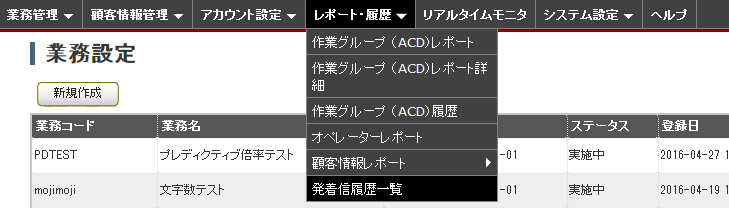 業務管理 顧客情報管理 アカウント設定 レポート・履歴 リアルタイムモニタ システム設定 ヘルプ
業務設定
新規作成
作業グループ (ACD)レポート
作業グループ (ACD)レポート詳
細
作業グループ (ACD)履歴
オペレーターレポート
顧客情報レポート
発着信履歴一覧
業務コード 業務名 ステータス 登録日
PDTEST プレディクティブ倍率テスト -01 実施中 2016-04-27 1
mojimoji 文字数テスト -01 実施中 2016-04-19 1